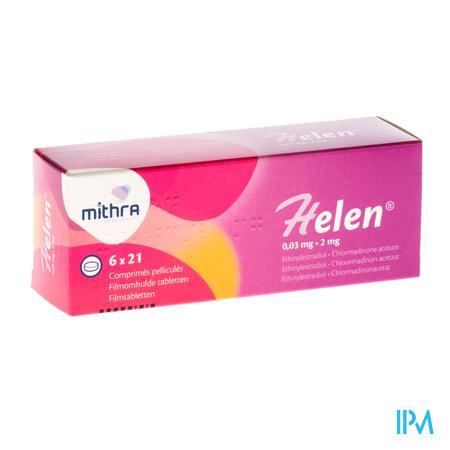 Helen
mithra
6 x 21
Comprimés pelliculés
Filmomhulde tabletten
Filmtabletten
Helen®
0,03 mg • 2 mg
Ethinylestradiol • Chlormadinone acétate
Ethinylestradiol • Chloormadinon acetaat
Ethinylestradiol • Chlormadinonacetat
IPM